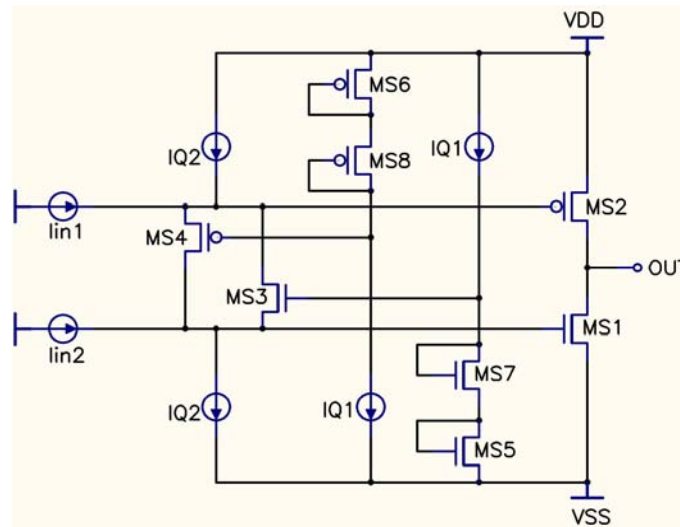 VDD
MS6
IQ2
MS8
IQ1
MS2
Iin1
MS4
OUT
MS3
MS1
Iin2
MS7
IQ2
IQ1
MS5
VSS